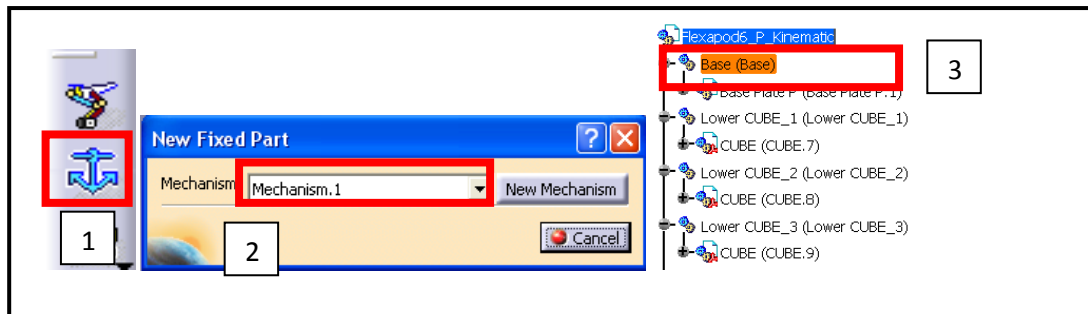 1
New Fixed Part
Mechanism
Mechanism.1
New Mechanism
Cancel
2
Flexapod6_P_Kinematic
Base (Base)
Base Plate P (Base Plate P.1)
Lower CUBE_1 (Lower CUBE_1)
CUBE (CUBE.7)
Lower CUBE_2 (Lower CUBE_2)
CUBE (CUBE.8)
Lower CUBE_3 (Lower CUBE_3)
CUBE (CUBE.9)
3